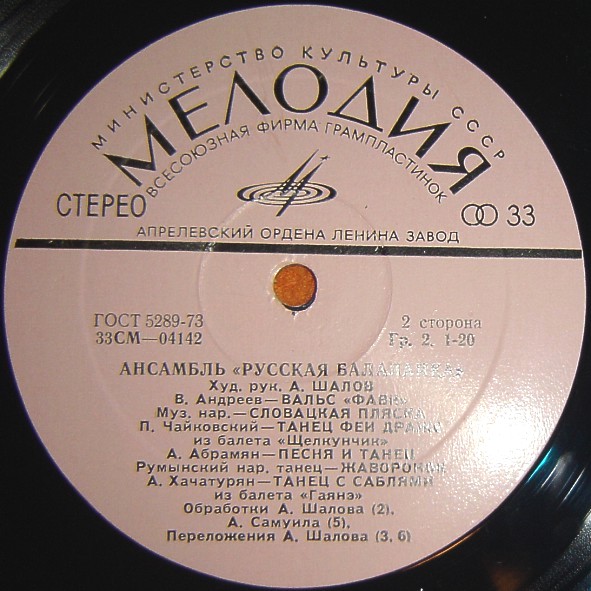 МИНИСТЕРСТВО КУЛЬТУРЫ СССР
МЕЛОДИЯ
ВСЕСОЮЗНАЯ ФИРМА ГРАМПЛАСТИНОК
СТЕРЕО
33
АПРЕЛЕВСКИЙ ОРДЕНА ЛЕНИНА ЗАВОД
ГОСТ 5289-73
2 сторона
33СМ—04142
Гр. 2, 1-20
АНСАМБЛЬ «РУССКАЯ БАЛАЛАЙКА»
Худ. рук. А. ШАЛОВ
В. Андреев—ВАЛЬС «ФАВН»
Муз. нар.—СЛОВАЦКАЯ ПЛЯСКА
П. Чайковский—ТАНЕЦ ФЕИ ДРАЖЕ
из балета «Щелкунчик»
А. Абрамян—ПЕСНЯ И ТАНЕЦ
Румынский нар. танец—ЖАВОРОНОК
А. Хачатурян—ТАНЕЦ С САБЛЯМИ
из балета «Гаянэ»
Обработки А. Шалова (2),
А. Самуила (5),
Переложения А. Шалова (3, 6)